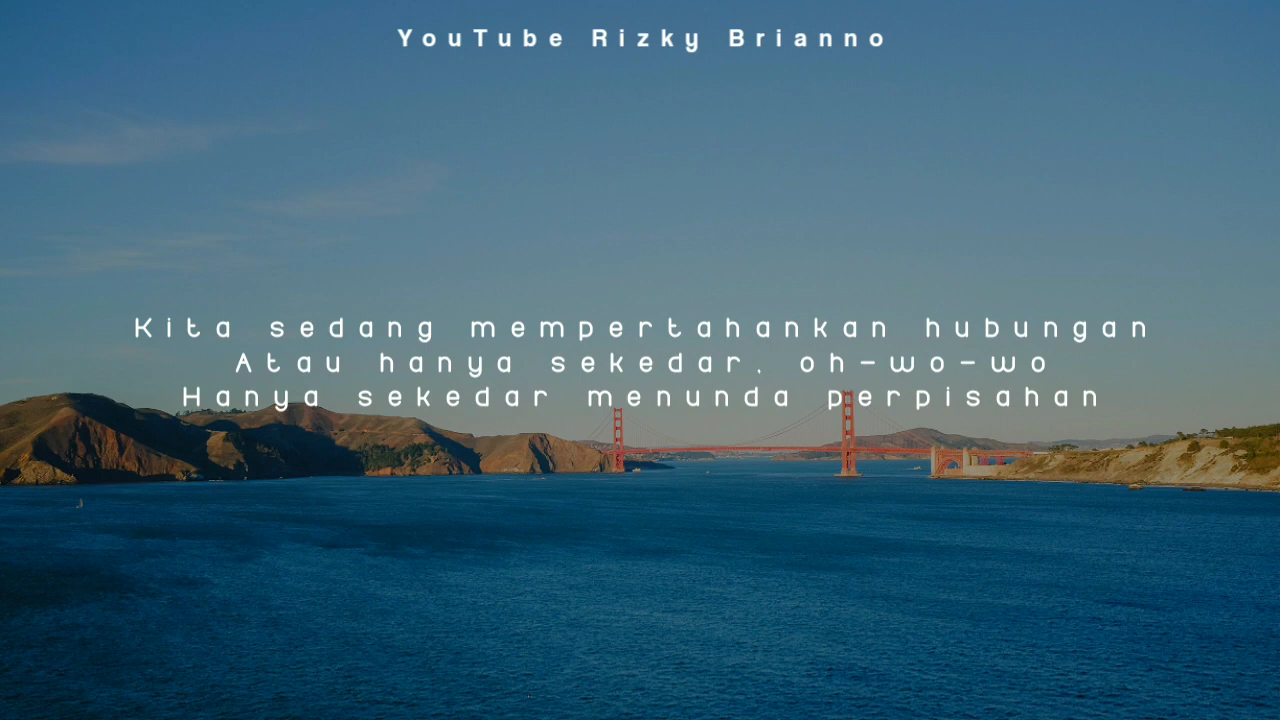 YouTube Rizky Brianno
Kita sedang mempertahankan hubungan
Atau hanya sekedar, oh-wo-wo
Hanya sekedar menunda perpisahan